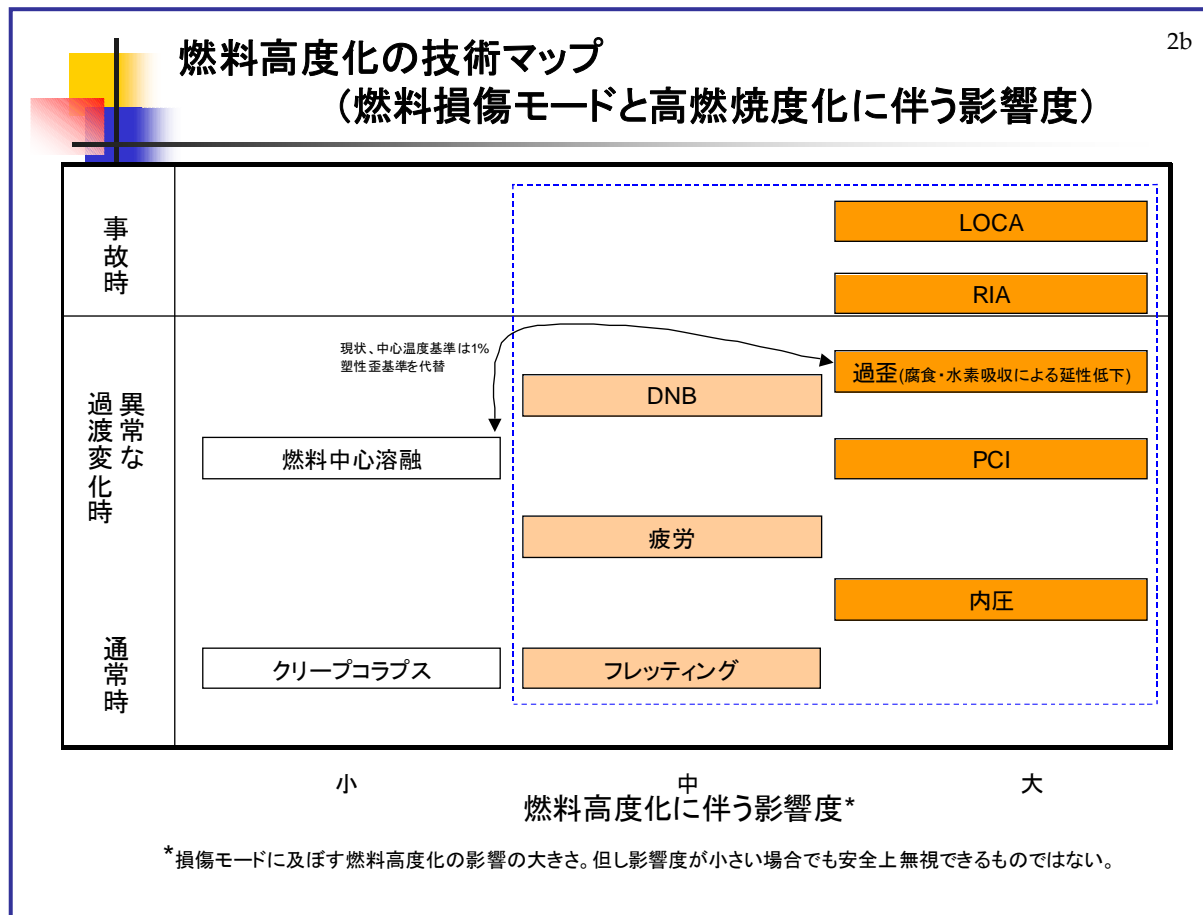 2b
燃料高度化の技術マップ
（燃料損傷モードと高燃焼度化に伴う影響度）
事故時
LOCA
RIA
現状、中心温度基準は1%
塑性歪基準を代替
過歪(腐食・水素吸収による延性低下)
DNB
異常な
過渡変化時
燃料中心溶融
PCI
疲労
内圧
通常時
クリープコラプス
フレッティング
小
中
大
燃料高度化に伴う影響度*
*損傷モードに及ぼす燃料高度化の影響の大きさ。但し影響度が小さい場合でも安全上無視できるものではない。